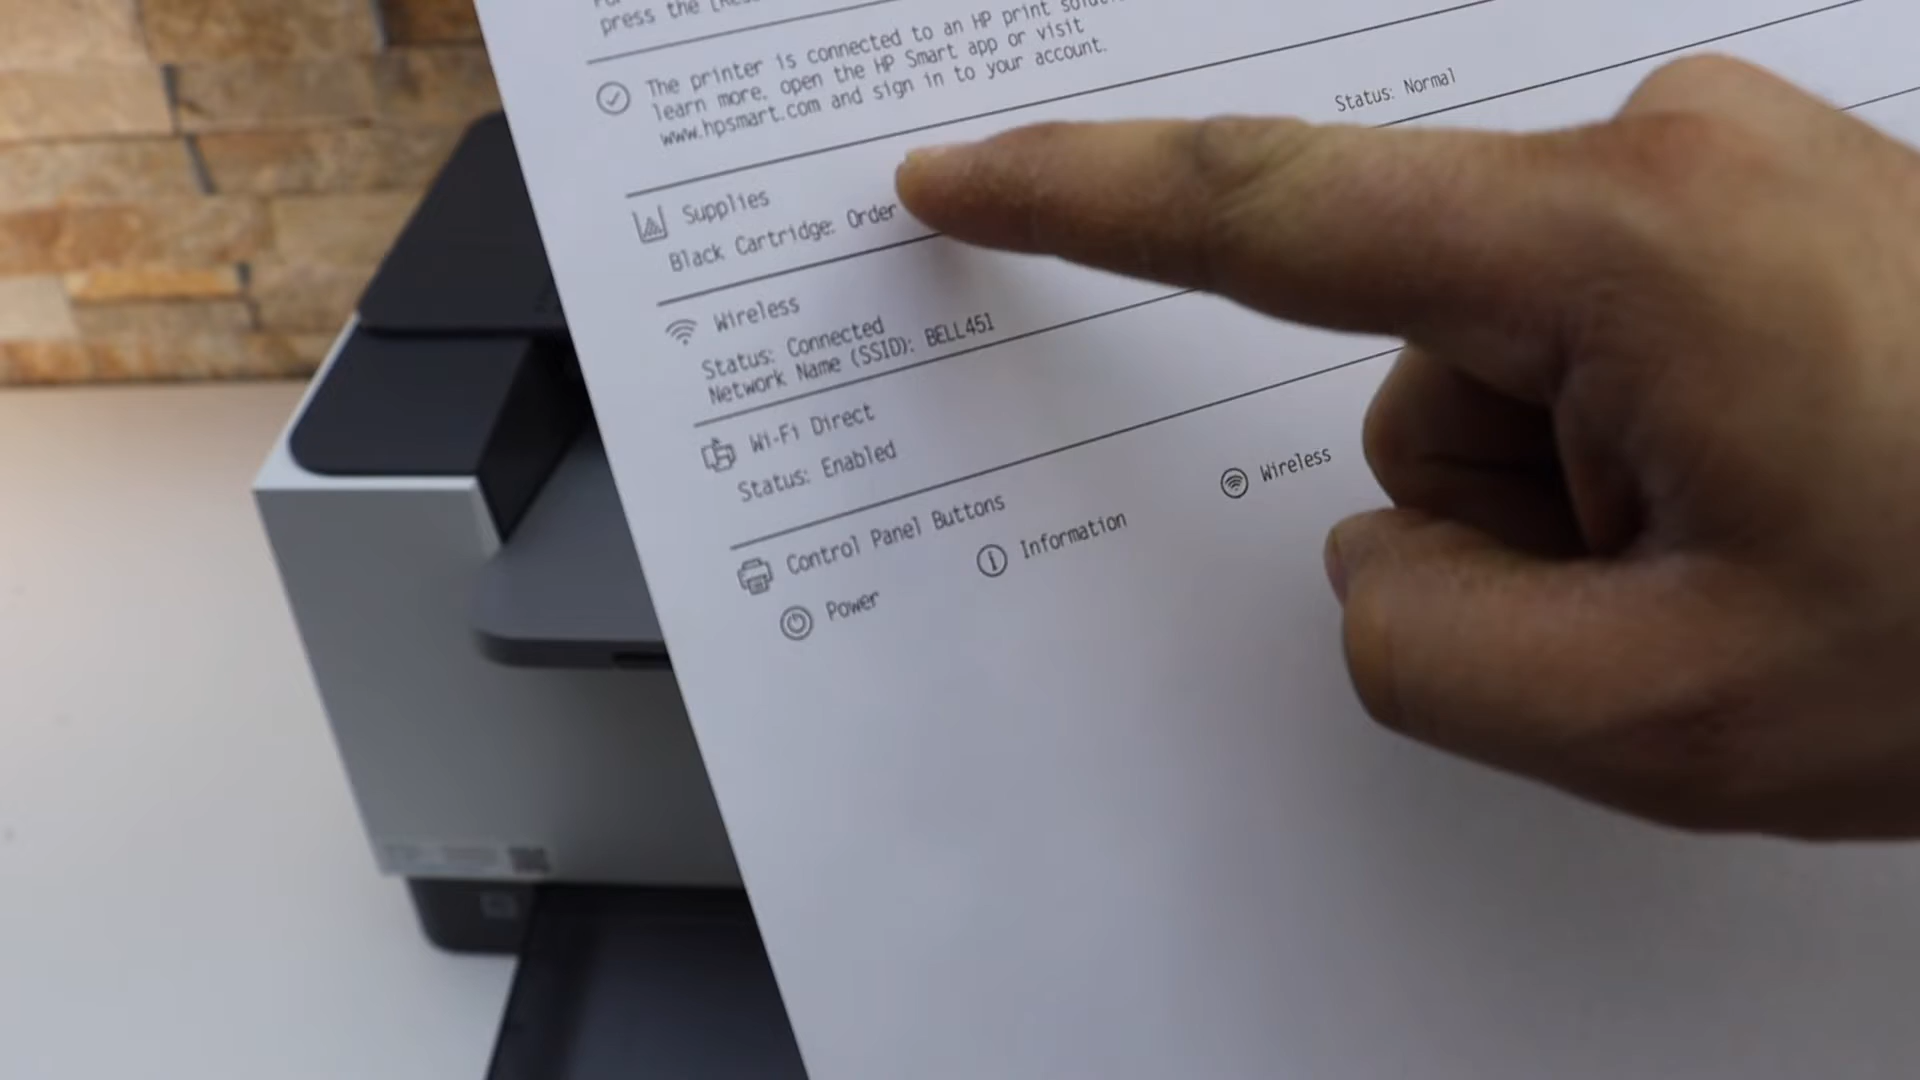 press the
The printer is connected to an HP print
learn more, open the HP Smart app or visit
www.hpsmart.com and sign in to your account.
Supplies
Black Cartridge: Order
Status: Normal
Wireless
Status: Connected
Network Name (SSID): BELL451
Wi-Fi Direct
Status: Enabled
Control Panel Buttons
Power
Information
Wireless